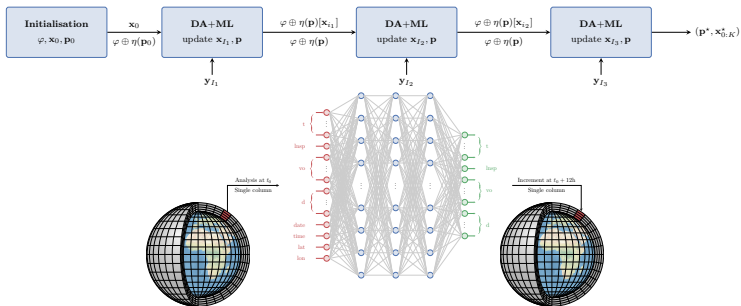 Initialisation
φ, x₀, p₀
x₀
φ ⊕ η(p₀)
DA+ML
update x_{I₁}, p
φ ⊕ η(p)[x_{i₁}]
φ ⊕ η(p)
DA+ML
update x_{I₂}, p
φ ⊕ η(p)[x_{i₂}]
φ ⊕ η(p)
DA+ML
update x_{I₃}, p
(p*, x*_{0:K})
y_{I₁}
y_{I₂}
y_{I₃}
t
lnsp
vo
d
date
time
lat
lon
t
lnsp
vo
d
Analysis at t₀
Single column
Increment at t₀ + 12h
Single column